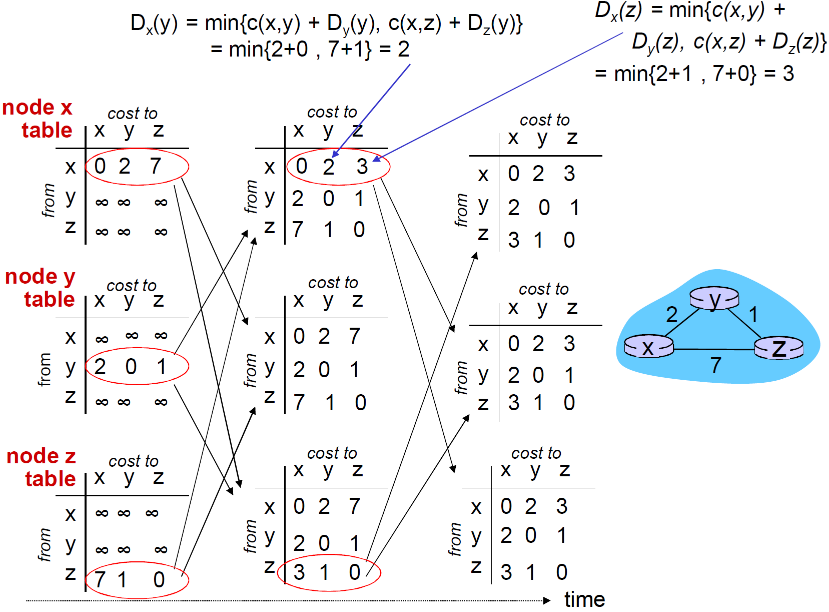 Dx(y) = min{c(x,y) + Dy(y), c(x,z) + Dz(y)}
= min{2+0 , 7+1} = 2
Dx(z) = min{c(x,y) +
Dy(z), c(x,z) + Dz(z)}
= min{2+1 , 7+0} = 3
node x
table
cost to
x y z
from
x 0 2 7
y ∞ ∞ ∞
z ∞ ∞ ∞
cost to
x y z
from
x 0 2 3
y 2 0 1
z 7 1 0
cost to
x y z
from
x 0 2 3
y 2 0 1
z 3 1 0
node y
table
cost to
x y z
from
x ∞ ∞ ∞
y 2 0 1
z ∞ ∞ ∞
cost to
x y z
from
x 0 2 7
y 2 0 1
z 7 1 0
cost to
x y z
from
x 0 2 3
y 2 0 1
z 3 1 0
y
2
1
x
z
7
node z
table
cost to
x y z
from
x ∞ ∞ ∞
y ∞ ∞ ∞
z 7 1 0
cost to
x y z
from
x 0 2 7
y 2 0 1
z 3 1 0
cost to
x y z
from
x 0 2 3
y 2 0 1
z 3 1 0
time